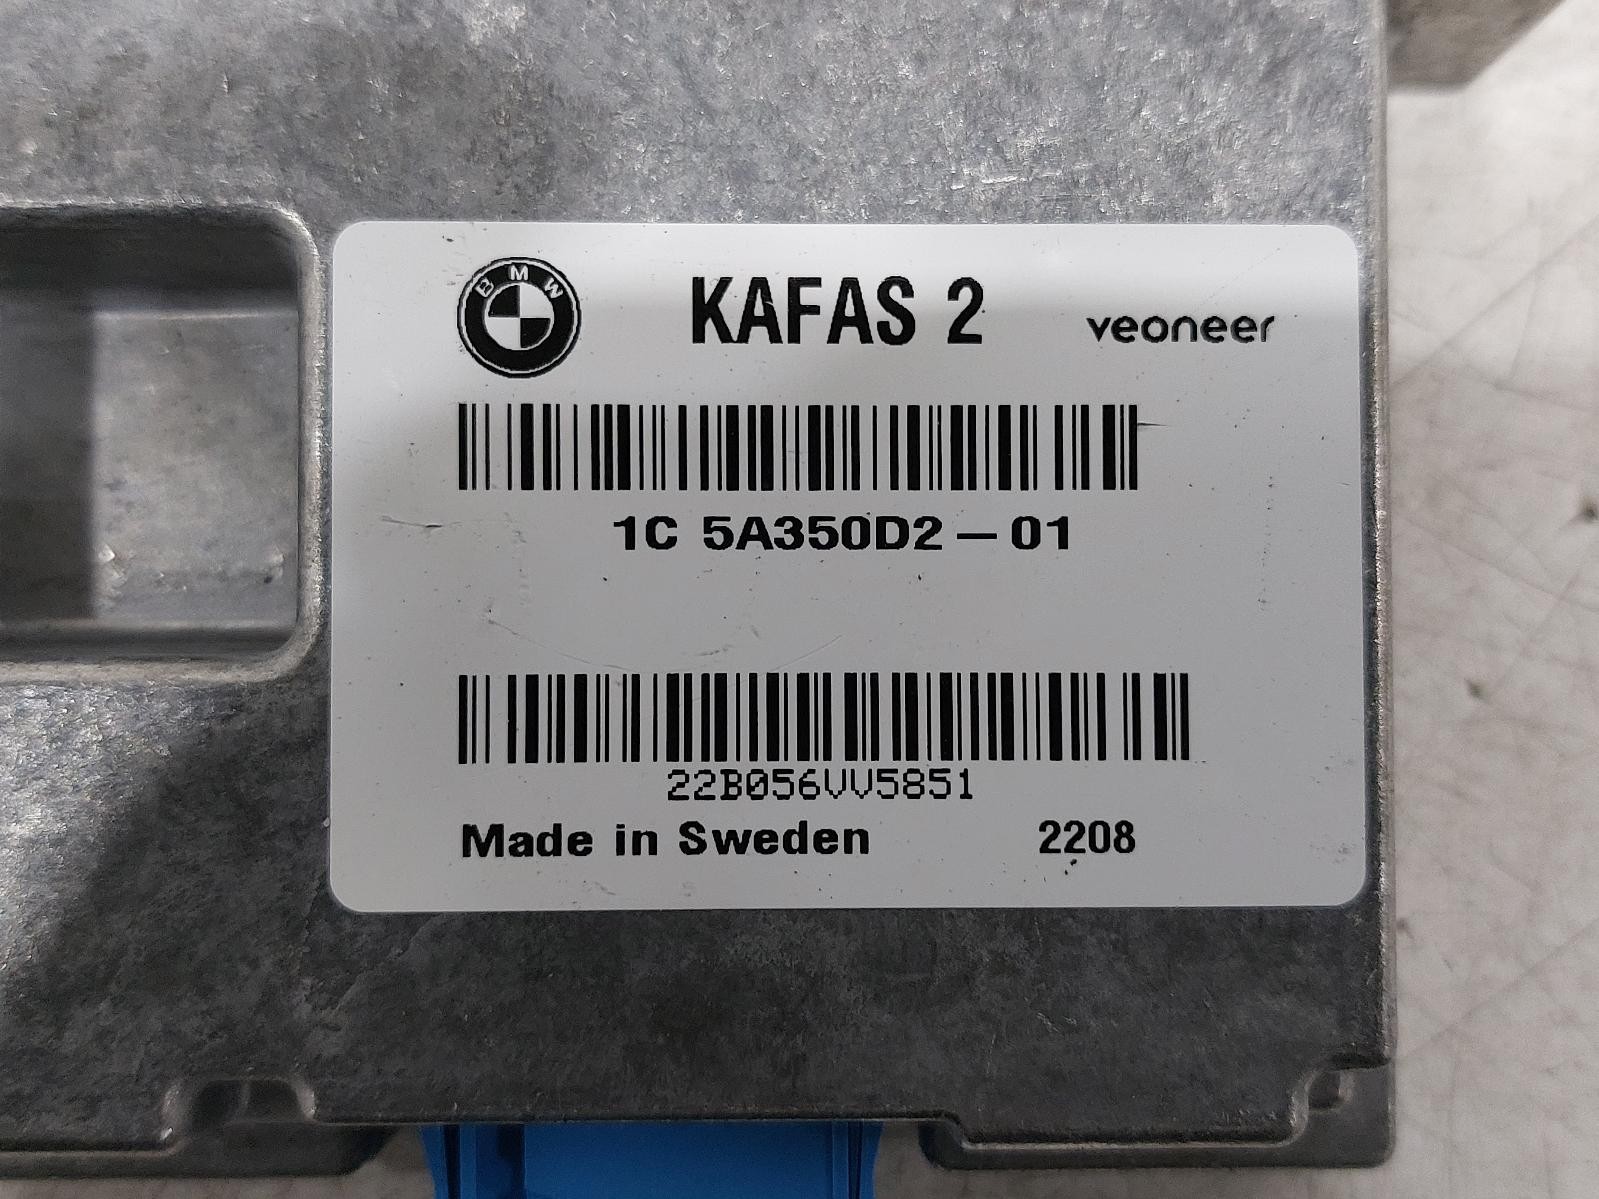 BMW
KAFAS 2
veoneer
1C 5A350D2-01
22B056VV5851
Made in Sweden 2208